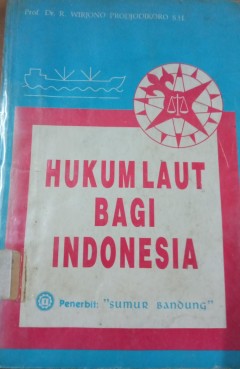 Prof. Dr. R. WIRJONO PRODJODIKORO S.H.
HUKUM LAUT
BAGI
INDONESIA
Penerbit: "SUMUR BANDUNG"